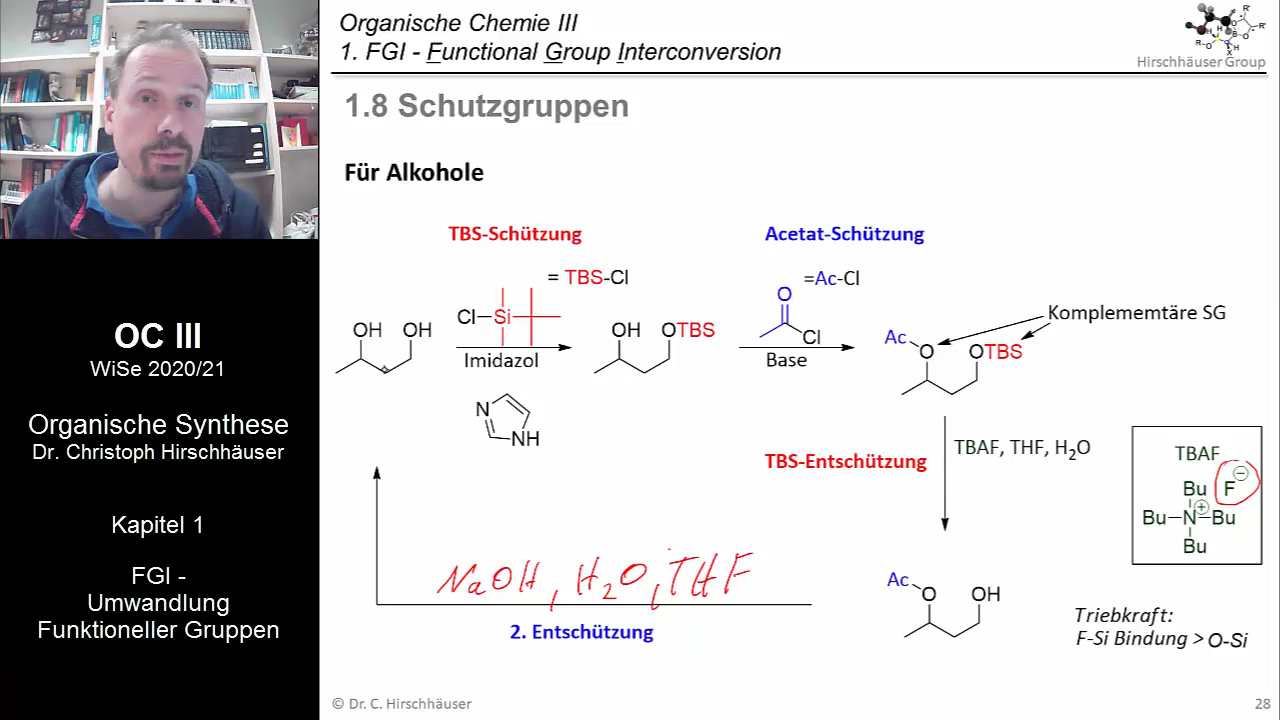 Organische Chemie III
1. FGI - Functional Group Interconversion
Hirschhäuser Group
1.8 Schutzgruppen
Für Alkohole
TBS-Schützung
Acetat-Schützung
= TBS-Cl
=Ac-Cl
O
Cl
Si
Cl
OH
OH
Imidazol
OH
OTBS
Base
Ac
O
OTBS
Komplememtäre SG
N
NH
TBS-Entschützung
TBAF, THF, H2O
TBAF
Bu
F
−
Bu
N
+
Bu
Bu
NaOH, H2O, THF
2. Entschützung
Ac
O
OH
Triebkraft:
F-Si Bindung > O-Si
OC III
WiSe 2020/21
Organische Synthese
Dr. Christoph Hirschhäuser
Kapitel 1
FGI -
Umwandlung
Funktioneller Gruppen
© Dr. C. Hirschhäuser
28